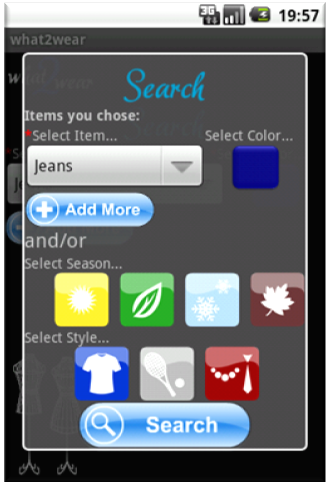 3G 19:57
what2wear
what2wear
Search
Items you chose:
*Select Item... Select Color...
Jeans
Add More
and/or
Select Season...
Select Style...
Search